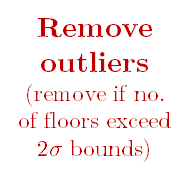 Remove
outliers
(remove if no.
of floors exceed
2σ bounds)